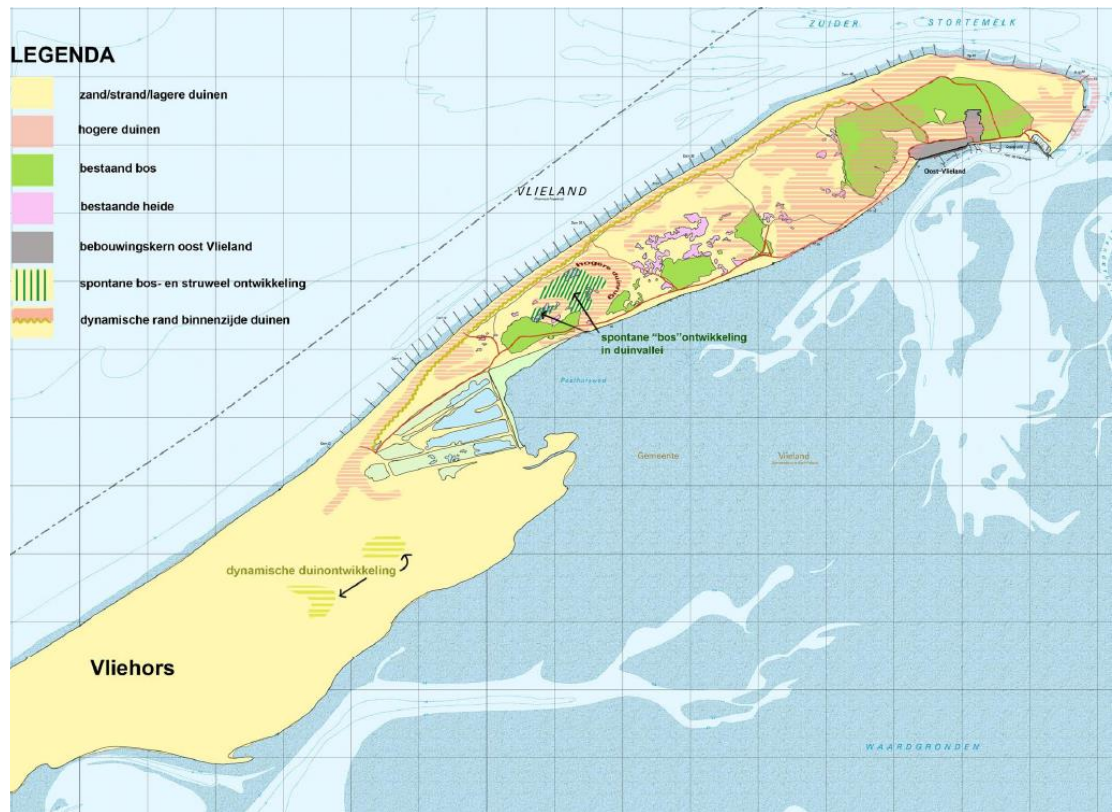 ZUIDER STORTEMELK
LEGENDA
zand/strand/lagere duinen
hogere duinen
bestaand bos
bestaande heide
bebouwingskern oost Vlieland
spontane bos- en struweel ontwikkeling
dynamische rand binnenzijde duinen
VLIELAND
Oost-Vlieland
hogere duinen
spontane "bos"ontwikkeling
in duinvallei
Gemeente Vlieland
dynamische duinontwikkeling
Vliehors
WAARDGRONDEN